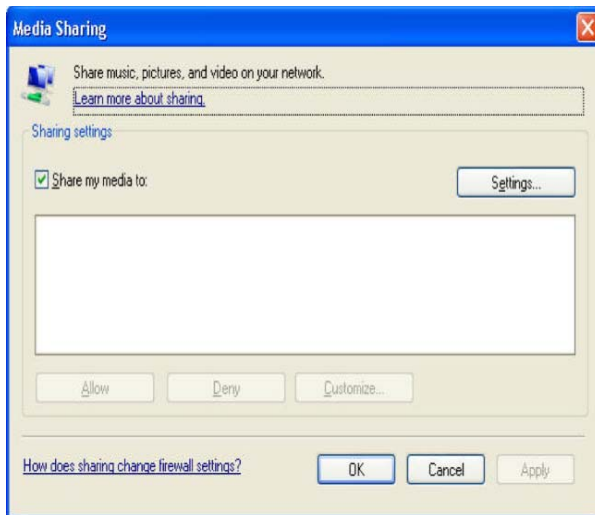 Media Sharing
Share music, pictures, and video on your network.
Learn more about sharing.
Sharing settings
Share my media to:
Settings...
Allow
Deny
Customize...
How does sharing change firewall settings?
OK
Cancel
Apply